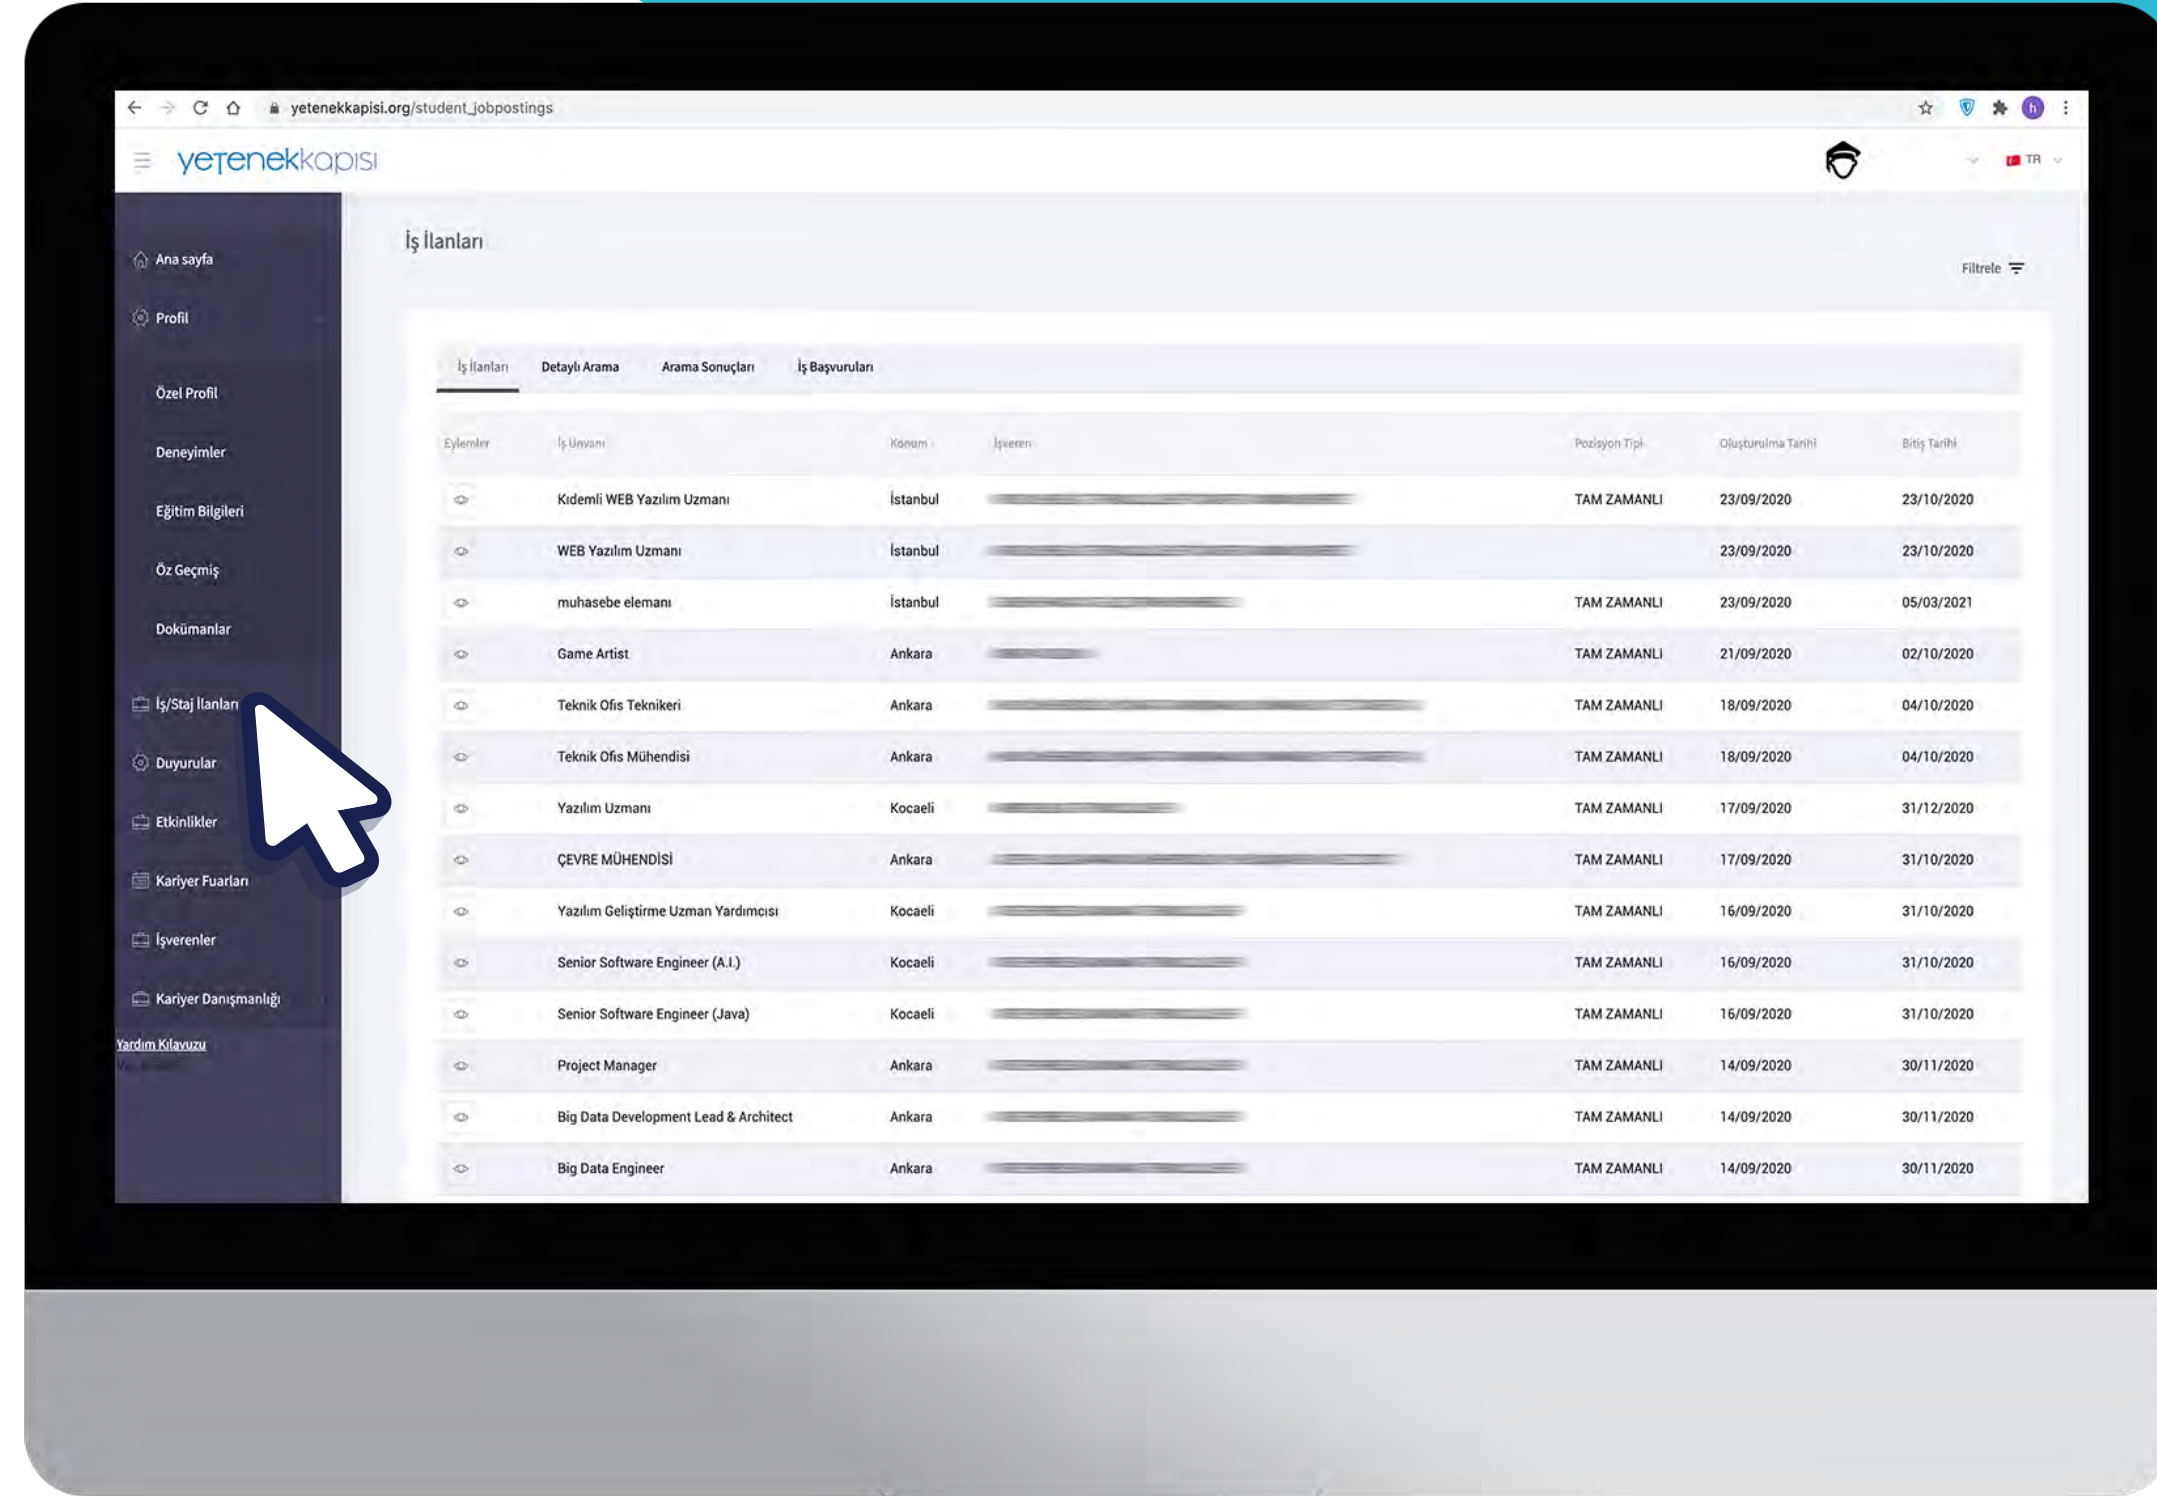 yetenekkapisi.org/student_jobpostings
h
yetenekkapısı
TR
İş İlanları
Filtrele
Ana sayfa
Profil
Özel Profil
Deneyimler
Eğitim Bilgileri
Öz Geçmiş
Dokümanlar
İş/Staj İlanları
Duyurular
Etkinlikler
Kariyer Fuarları
İşverenler
Kariyer Danışmanlığı
Yardım Kılavuzu
İş İlanları Detaylı Arama Arama Sonuçları İş Başvuruları
Eylemler İş Ünvanı Konum İşveren Pozisyon Tipi Oluşturulma Tarihi Bitiş Tarihi
Kıdemli WEB Yazılım Uzmanı İstanbul TAM ZAMANLI 23/09/2020 23/10/2020
WEB Yazılım Uzmanı İstanbul 23/09/2020 23/10/2020
muhasebe elemanı İstanbul TAM ZAMANLI 23/09/2020 05/03/2021
Game Artist Ankara TAM ZAMANLI 21/09/2020 02/10/2020
Teknik Ofis Teknikeri Ankara TAM ZAMANLI 18/09/2020 04/10/2020
Teknik Ofis Mühendisi Ankara TAM ZAMANLI 18/09/2020 04/10/2020
Yazılım Uzmanı Kocaeli TAM ZAMANLI 17/09/2020 31/12/2020
ÇEVRE MÜHENDİSİ Ankara TAM ZAMANLI 17/09/2020 31/10/2020
Yazılım Geliştirme Uzman Yardımcısı Kocaeli TAM ZAMANLI 16/09/2020 31/10/2020
Senior Software Engineer (A.I.) Kocaeli TAM ZAMANLI 16/09/2020 31/10/2020
Senior Software Engineer (Java) Kocaeli TAM ZAMANLI 16/09/2020 31/10/2020
Project Manager Ankara TAM ZAMANLI 14/09/2020 30/11/2020
Big Data Development Lead & Architect Ankara TAM ZAMANLI 14/09/2020 30/11/2020
Big Data Engineer Ankara TAM ZAMANLI 14/09/2020 30/11/2020